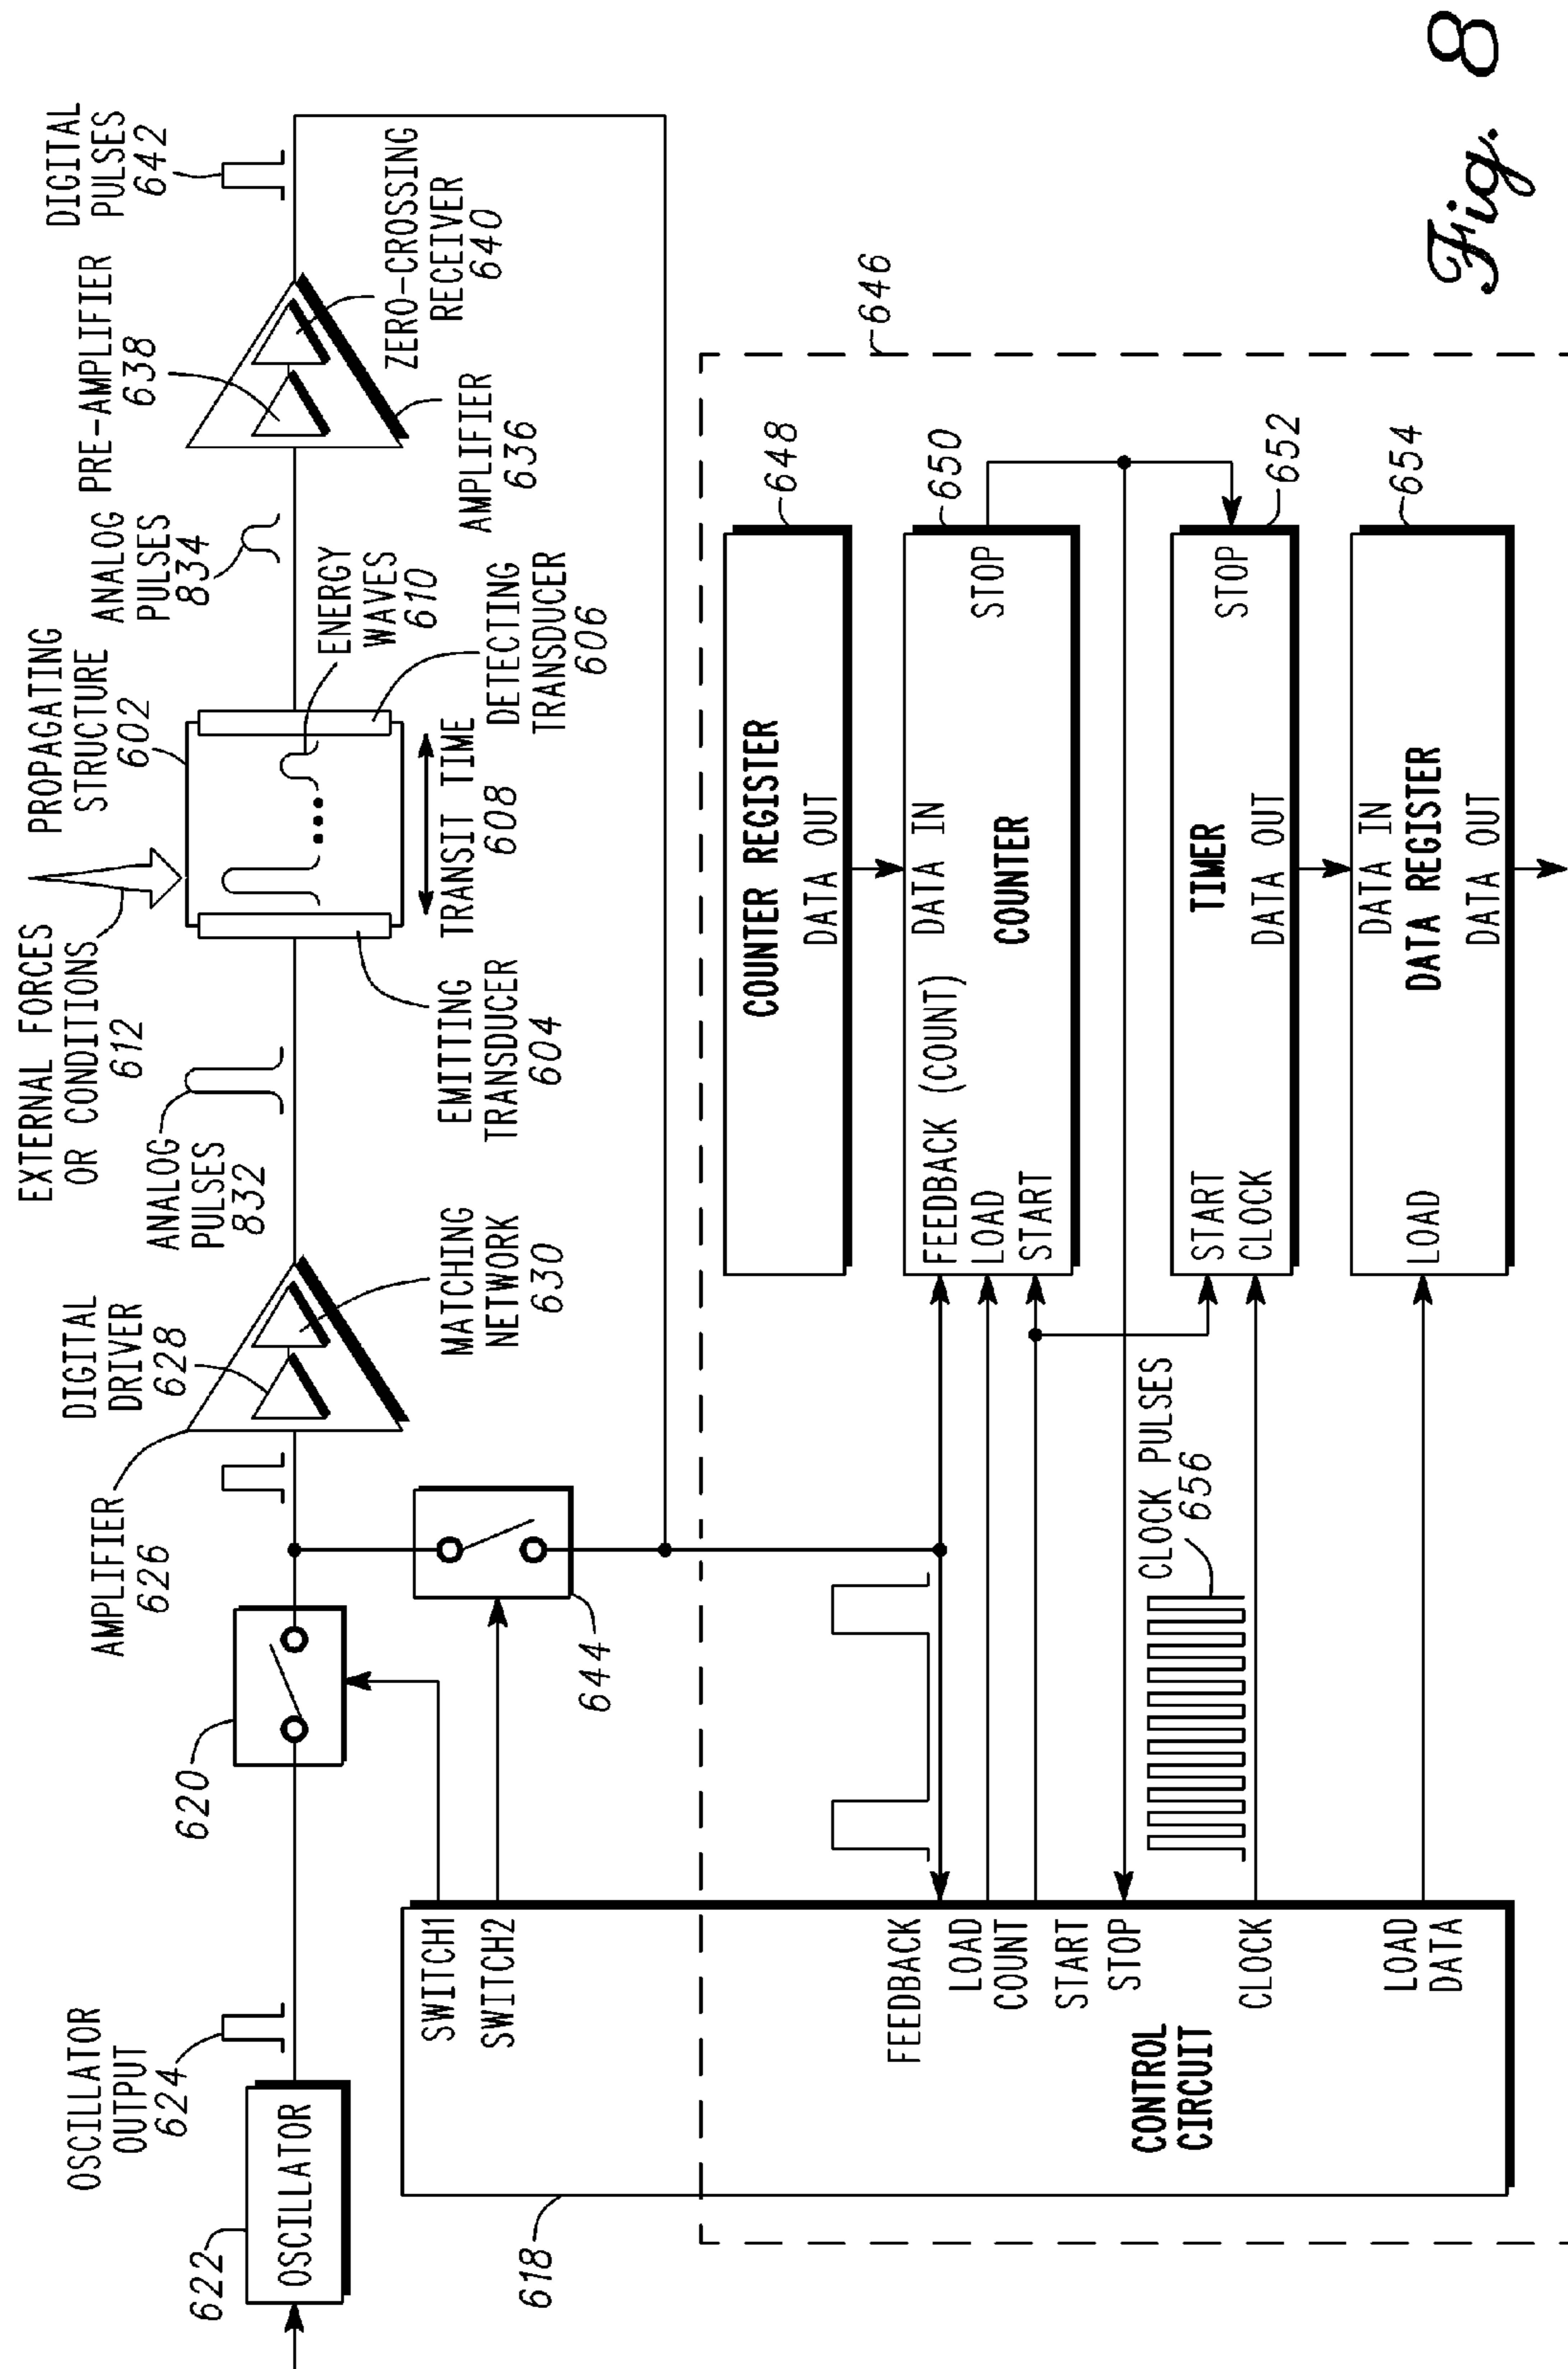 EXTERNAL FORCES
OR CONDITIONS
612
PROPAGATING
STRUCTURE
602
OSCILLATOR
OUTPUT
624
622
OSCILLATOR
620
AMPLIFIER
626
DIGITAL
DRIVER
628
MATCHING
NETWORK
630
ANALOG
PULSES
832
EMITTING
TRANSDUCER
604
TRANSIT TIME
608
ENERGY
WAVES
610
DETECTING
TRANSDUCER
606
ANALOG
PULSES
834
PRE-AMPLIFIER
638
AMPLIFIER
636
ZERO-CROSSING
RECEIVER
640
DIGITAL
PULSES
642
644
646
618
SWITCH1
SWITCH2
FEEDBACK
LOAD
COUNT
START
STOP
CLOCK
LOAD
DATA
CONTROL
CIRCUIT
CLOCK PULSES
656
COUNTER REGISTER
DATA OUT
648
FEEDBACK (COUNT)
LOAD
START
DATA IN
COUNTER
STOP
650
START
CLOCK
TIMER
DATA OUT
STOP
652
LOAD
DATA IN
DATA REGISTER
DATA OUT
654
Fig. 8